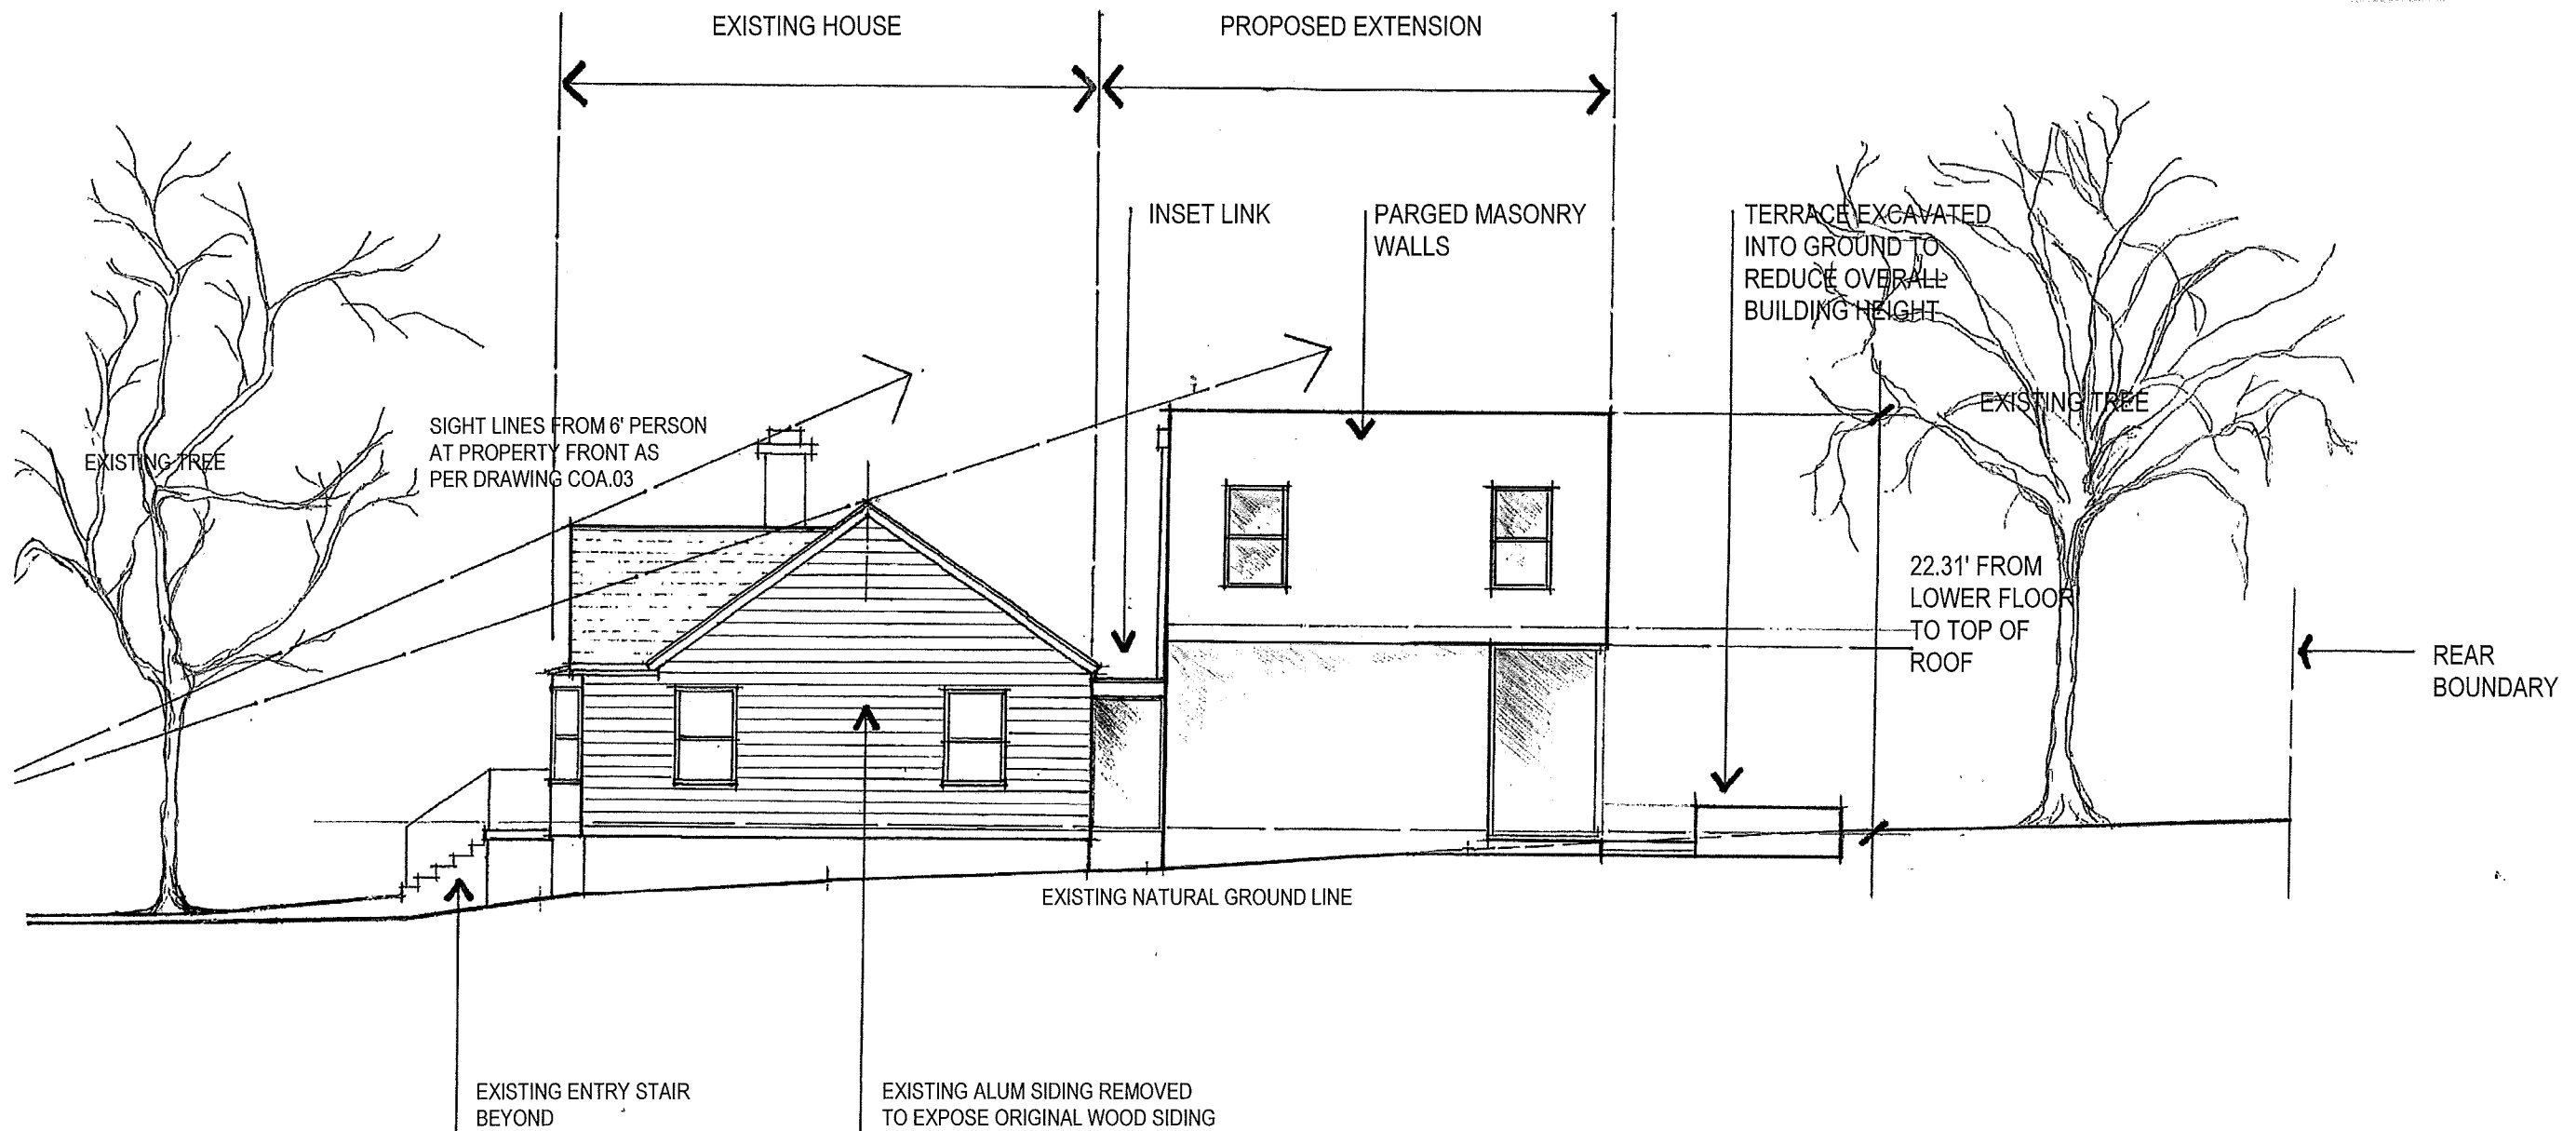 EXISTING HOUSE
PROPOSED EXTENSION
INSET LINK
PARGED MASONRY
WALLS
TERRACE EXCAVATED
INTO GROUND TO
REDUCE OVERALL
BUILDING HEIGHT
SIGHT LINES FROM 6' PERSON
AT PROPERTY FRONT AS
PER DRAWING COA.03
EXISTING TREE
EXISTING TREE
22.31' FROM
LOWER FLOOR
TO TOP OF
ROOF
REAR
BOUNDARY
EXISTING NATURAL GROUND LINE
EXISTING ENTRY STAIR
BEYOND
EXISTING ALUM SIDING REMOVED
TO EXPOSE ORIGINAL WOOD SIDING